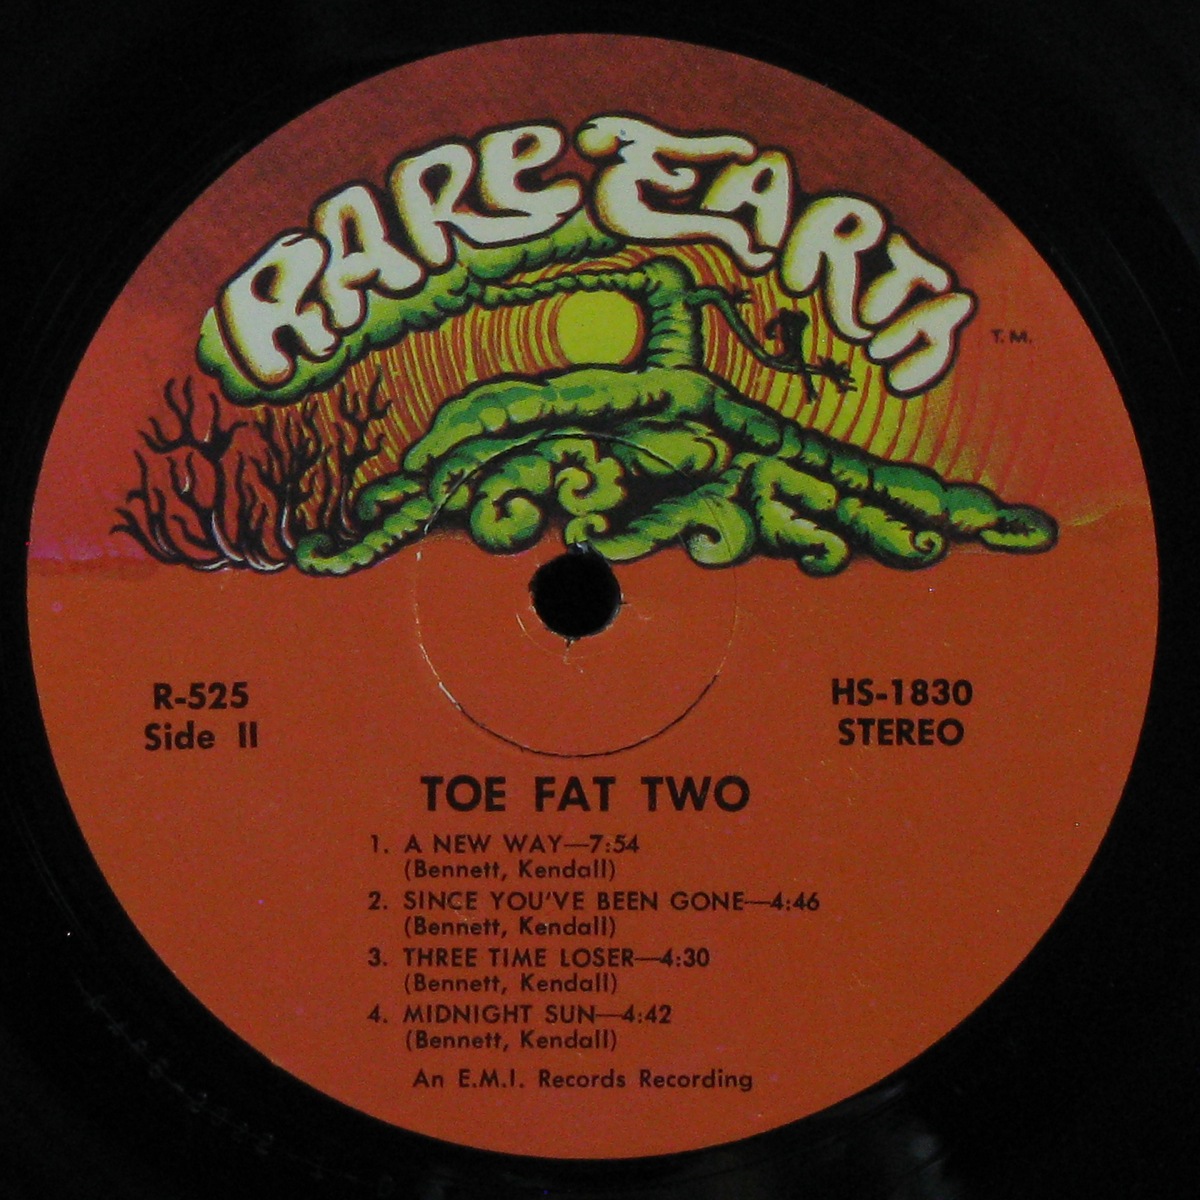 RARE EARTH
T.M.
R-525
Side II
HS-1830
STEREO
TOE FAT TWO
1. A NEW WAY—7:54
(Bennett, Kendall)
2. SINCE YOU'VE BEEN GONE—4:46
(Bennett, Kendall)
3. THREE TIME LOSER—4:30
(Bennett, Kendall)
4. MIDNIGHT SUN—4:42
(Bennett, Kendall)
An E.M.I. Records Recording